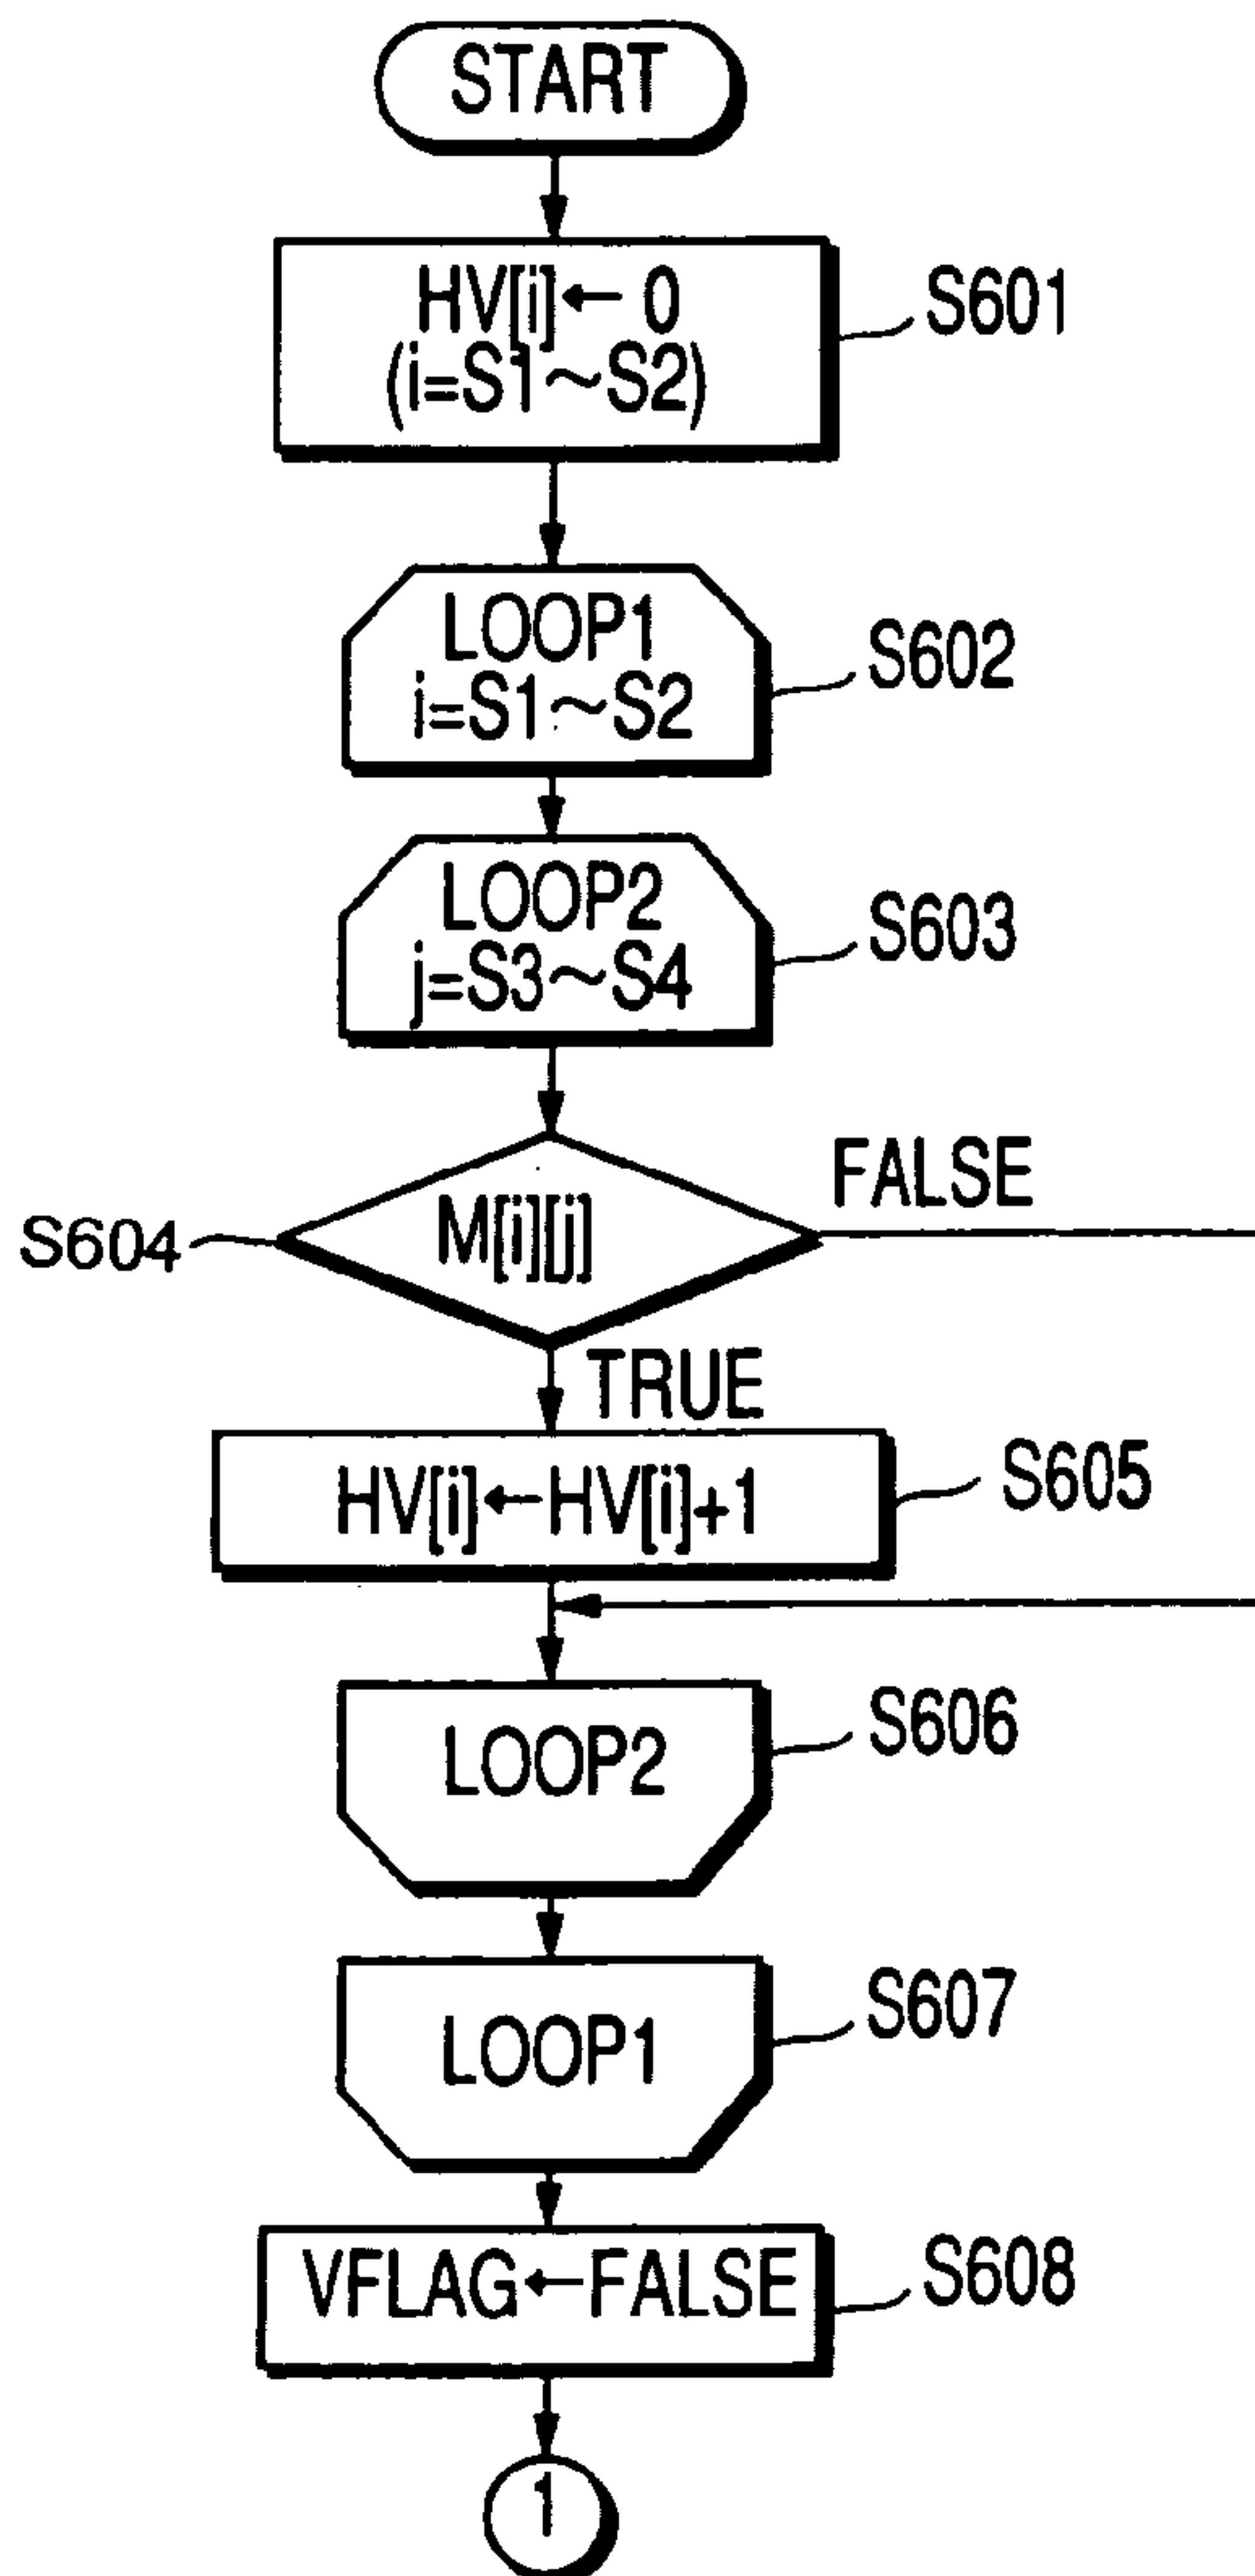 START
HV[i]←0
(i=S1~S2)
S601
LOOP1
i=S1~S2
S602
LOOP2
j=S3~S4
S603
FALSE
M[i][j]
S604
TRUE
HV[i]←HV[i]+1
S605
LOOP2
S606
LOOP1
S607
VFLAG←FALSE
S608
1